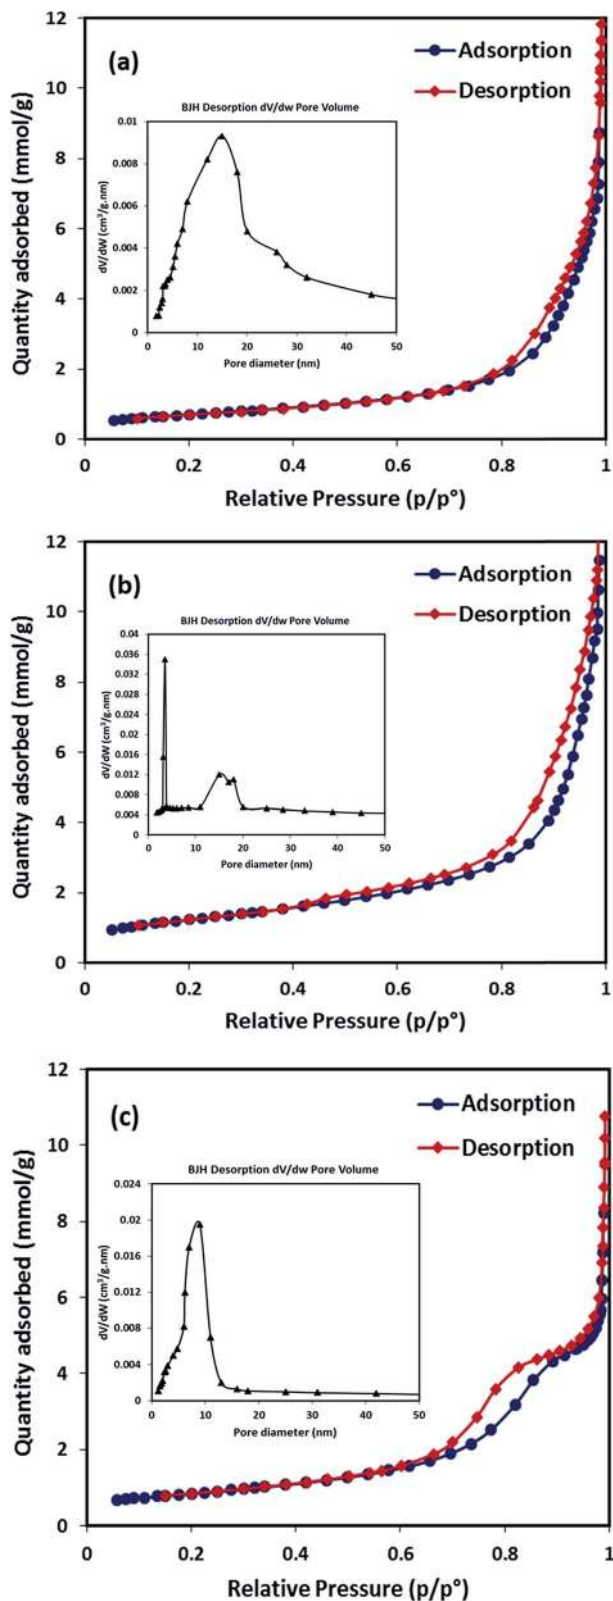 (a)
Adsorption
Desorption
BJH Desorption dV/dw Pore Volume
dV/dW (cm³/g.nm)
0.01
0.008
0.006
0.004
0.002
0
0 10 20 30 40 50
Pore diameter (nm)
Quantity adsorbed (mmol/g)
12
10
8
6
4
2
0
0 0.2 0.4 0.6 0.8 1
Relative Pressure (p/p°)
(b)
Adsorption
Desorption
BJH Desorption dV/dw Pore Volume
dV/dW (cm³/g.nm)
0.04
0.036
0.032
0.028
0.024
0.02
0.016
0.012
0.008
0.004
0
0 10 20 30 40 50
Pore diameter (nm)
Quantity adsorbed (mmol/g)
12
10
8
6
4
2
0
0 0.2 0.4 0.6 0.8 1
Relative Pressure (p/p°)
(c)
Adsorption
Desorption
BJH Desorption dV/dw Pore Volume
dV/dW (cm³/g.nm)
0.024
0.02
0.016
0.012
0.008
0.004
0
0 10 20 30 40 50
Pore diameter (nm)
Quantity adsorbed (mmol/g)
12
10
8
6
4
2
0
0 0.2 0.4 0.6 0.8 1
Relative Pressure (p/p°)